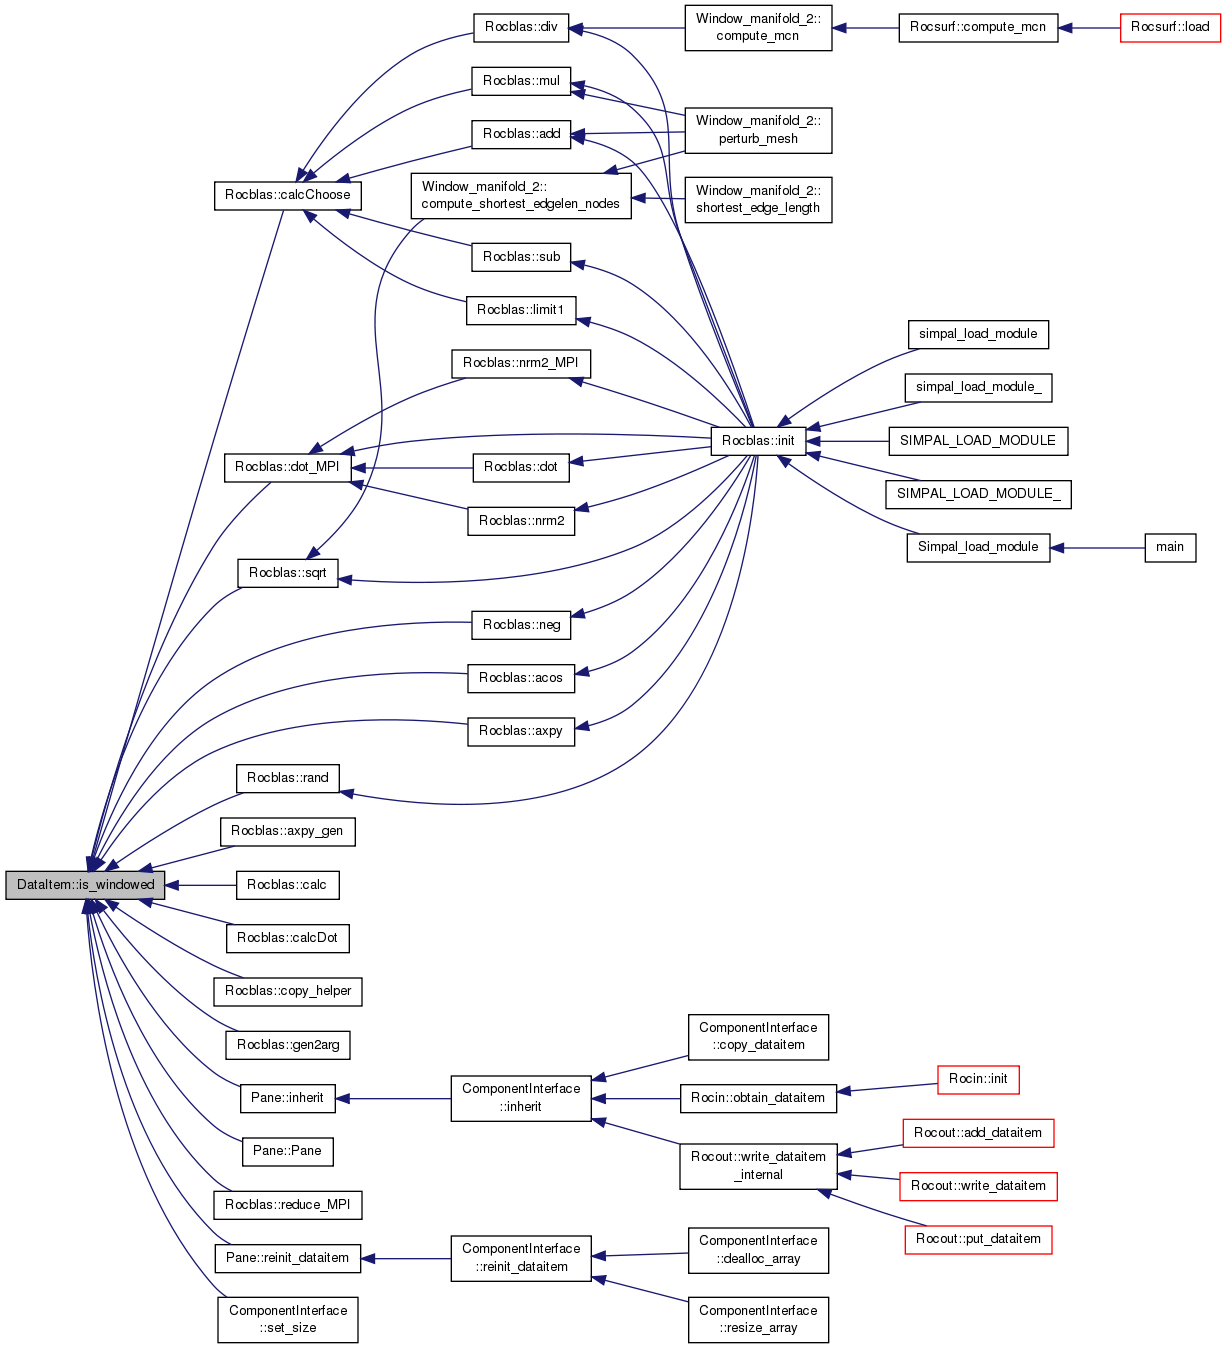 Rocblas::div
Window_manifold_2::
compute_mcn
Rocsurf::compute_mcn
Rocsurf::load
Rocblas::mul
Window_manifold_2::
perturb_mesh
Rocblas::add
Rocblas::calcChoose
Window_manifold_2::
compute_shortest_edgelen_nodes
Window_manifold_2::
shortest_edge_length
Rocblas::sub
Rocblas::limit1
simpal_load_module
Rocblas::nrm2_MPI
simpal_load_module_
Rocblas::init
SIMPAL_LOAD_MODULE
Rocblas::dot_MPI
Rocblas::dot
SIMPAL_LOAD_MODULE_
Rocblas::nrm2
Simpal_load_module
main
Rocblas::sqrt
Rocblas::neg
Rocblas::acos
Rocblas::axpy
Rocblas::rand
Rocblas::axpy_gen
DataItem::is_windowed
Rocblas::calc
Rocblas::calcDot
Rocblas::copy_helper
Rocblas::gen2arg
ComponentInterface
::copy_dataitem
Pane::inherit
ComponentInterface
::inherit
Rocin::obtain_dataitem
Rocin::init
Pane::Pane
Rocout::write_dataitem
_internal
Rocout::add_dataitem
Rocout::write_dataitem
Rocblas::reduce_MPI
Rocout::put_dataitem
Pane::reinit_dataitem
ComponentInterface
::reinit_dataitem
ComponentInterface
::dealloc_array
ComponentInterface
::set_size
ComponentInterface
::resize_array